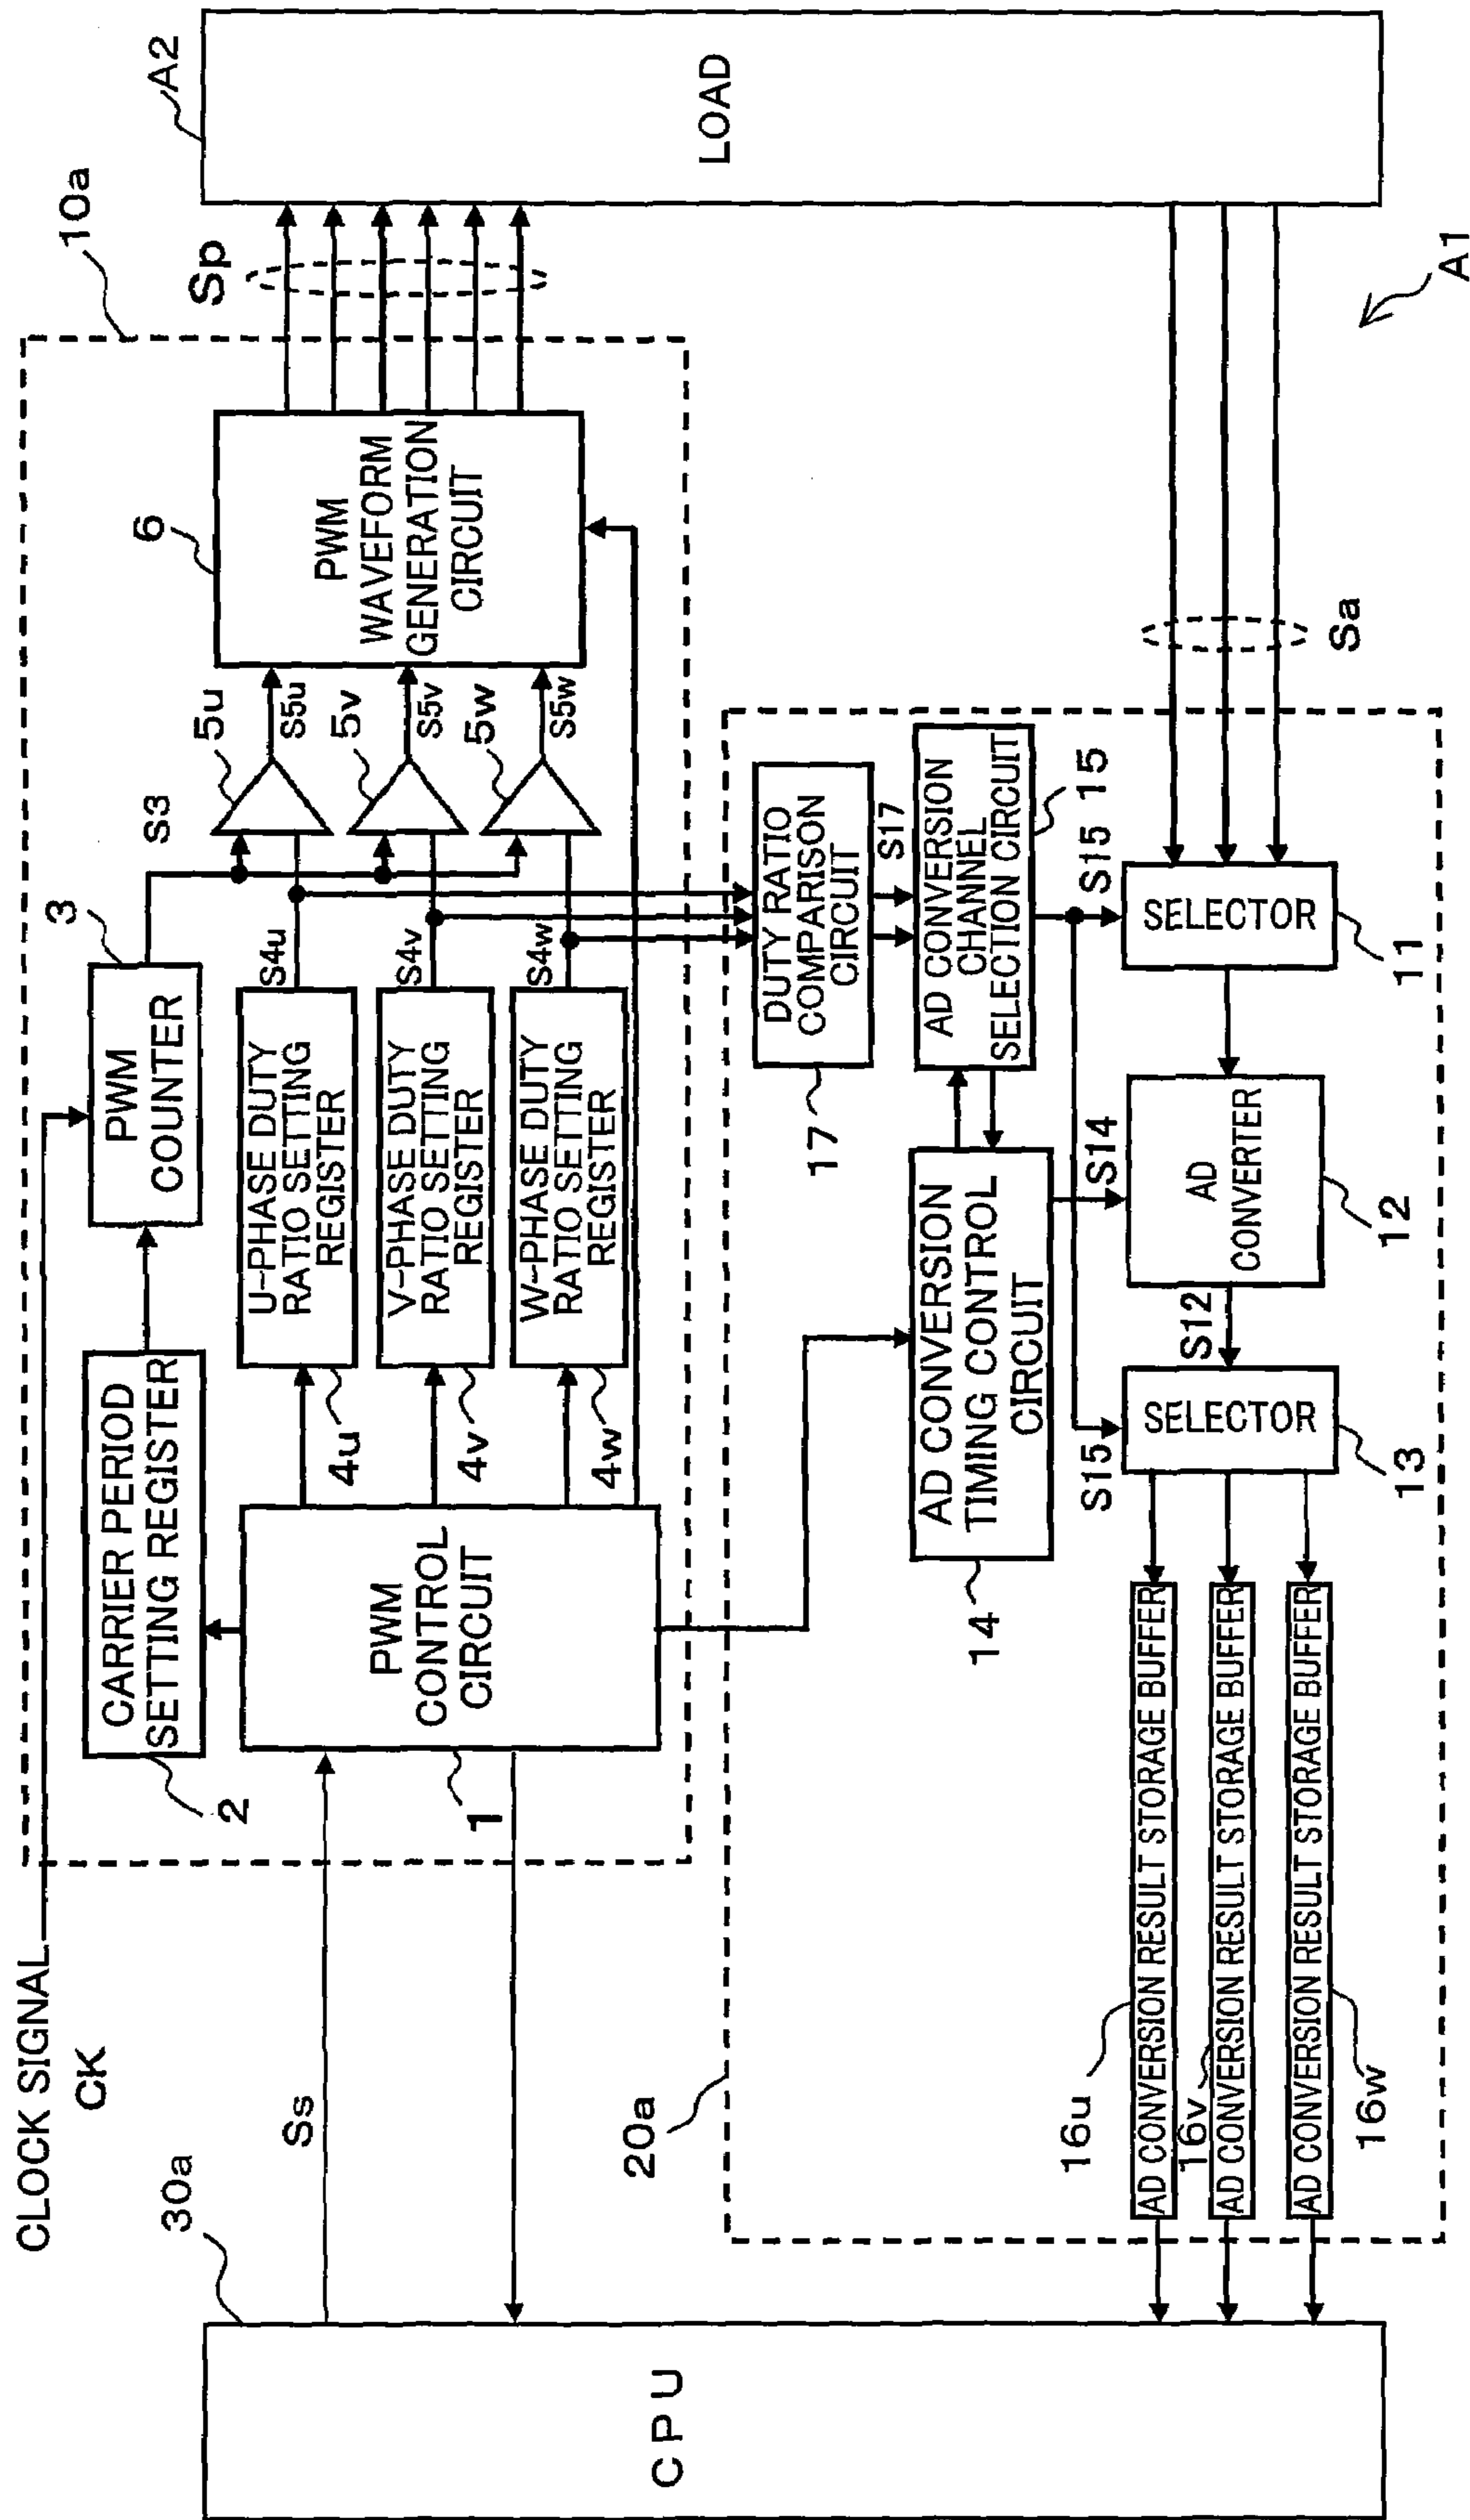 CLOCK SIGNAL
CK
30a
CPU
Ss
10a
CARRIER PERIOD
SETTING REGISTER
2
PWM
CONTROL
CIRCUIT
1
PWM
COUNTER
3
U-PHASE DUTY
RATIO SETTING
REGISTER
4u
V-PHASE DUTY
RATIO SETTING
REGISTER
4v
W-PHASE DUTY
RATIO SETTING
REGISTER
4w
S4u
S4v
S4w
S3
5u
5v
5w
S5u
S5v
S5w
6
PWM
WAVEFORM
GENERATION
CIRCUIT
Sp
A2
LOAD
20a
DUTY RATIO
COMPARISON
CIRCUIT
17
S17
AD CONVERSION
CHANNEL
SELECTION CIRCUIT
15
AD CONVERSION
TIMING CONTROL
CIRCUIT
14
S14
S15
S15
SELECTOR
11
AD
CONVERTER
12
S12
SELECTOR
13
AD CONVERSION RESULT STORAGE BUFFER
16u
AD CONVERSION RESULT STORAGE BUFFER
16v
AD CONVERSION RESULT STORAGE BUFFER
16w
Sa
A1